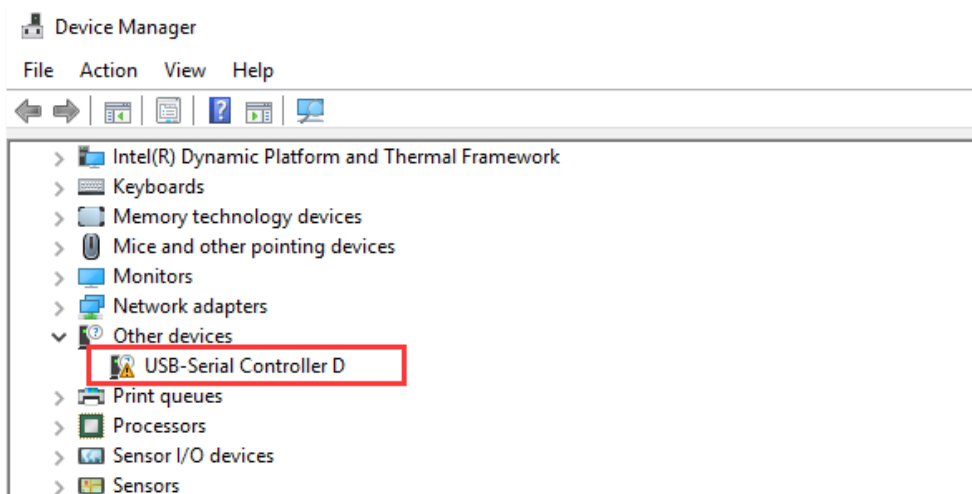 Device Manager
File Action View Help
Intel(R) Dynamic Platform and Thermal Framework
Keyboards
Memory technology devices
Mice and other pointing devices
Monitors
Network adapters
Other devices
USB-Serial Controller D
Print queues
Processors
Sensor I/O devices
Sensors